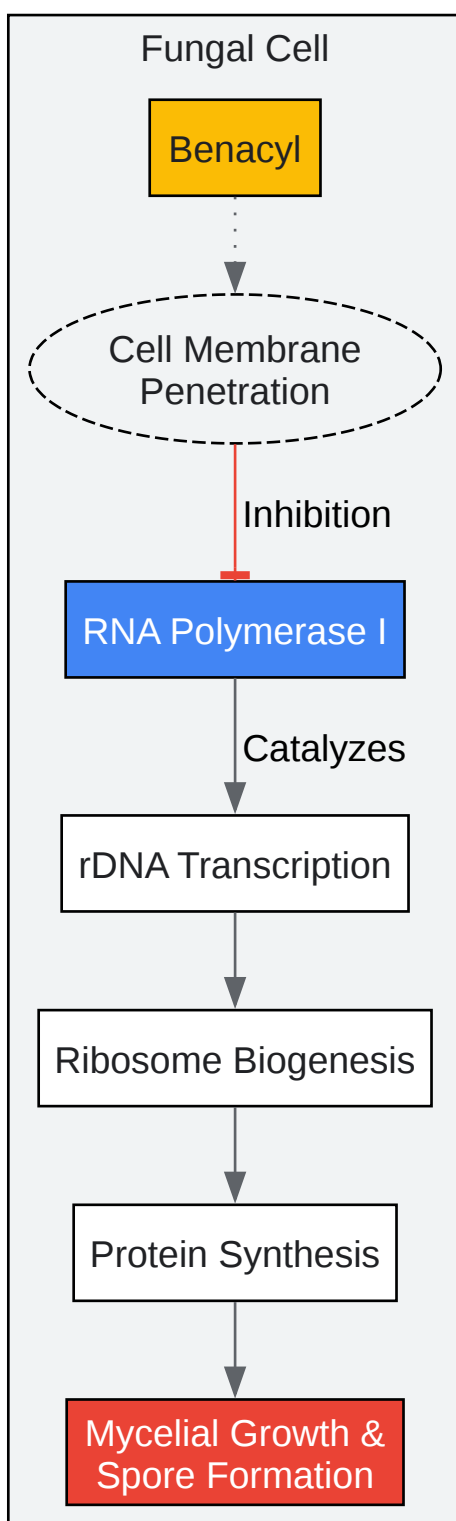 Fungal Cell
Benacyl
Cell Membrane
Penetration
Inhibition
RNA Polymerase I
Catalyzes
rDNA Transcription
Ribosome Biogenesis
Protein Synthesis
Mycelial Growth &
Spore Formation